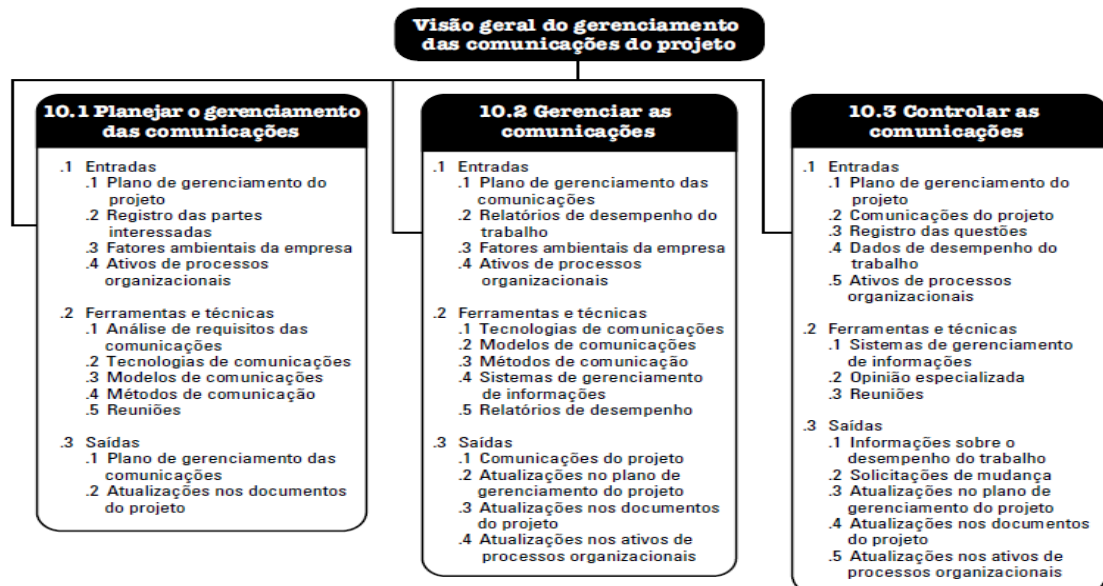 Visão geral do gerenciamento
das comunicações do projeto
10.1 Planejar o gerenciamento
das comunicações
.1 Entradas
.1 Plano de gerenciamento do
projeto
.2 Registro das partes
interessadas
.3 Fatores ambientais da empresa
.4 Ativos de processos
organizacionais
.2 Ferramentas e técnicas
.1 Análise de requisitos das
comunicações
.2 Tecnologias de comunicações
.3 Modelos de comunicações
.4 Métodos de comunicação
.5 Reuniões
.3 Saídas
.1 Plano de gerenciamento das
comunicações
.2 Atualizações nos documentos
do projeto
10.2 Gerenciar as
comunicações
.1 Entradas
.1 Plano de gerenciamento das
comunicações
.2 Relatórios de desempenho do
trabalho
.3 Fatores ambientais da empresa
.4 Ativos de processos
organizacionais
.2 Ferramentas e técnicas
.1 Tecnologias de comunicações
.2 Modelos de comunicações
.3 Métodos de comunicação
.4 Sistemas de gerenciamento
de informações
.5 Relatórios de desempenho
.3 Saídas
.1 Comunicações do projeto
.2 Atualizações no plano de
gerenciamento do projeto
.3 Atualizações nos documentos
do projeto
.4 Atualizações nos ativos de
processos organizacionais
10.3 Controlar as
comunicações
.1 Entradas
.1 Plano de gerenciamento do
projeto
.2 Comunicações do projeto
.3 Registro das questões
.4 Dados de desempenho do
trabalho
.5 Ativos de processos
organizacionais
.2 Ferramentas e técnicas
.1 Sistemas de gerenciamento
de informações
.2 Opinião especializada
.3 Reuniões
.3 Saídas
.1 Informações sobre o
desempenho do trabalho
.2 Solicitações de mudança
.3 Atualizações no plano de
gerenciamento do projeto
.4 Atualizações nos documentos
do projeto
.5 Atualizações nos ativos de
processos organizacionais